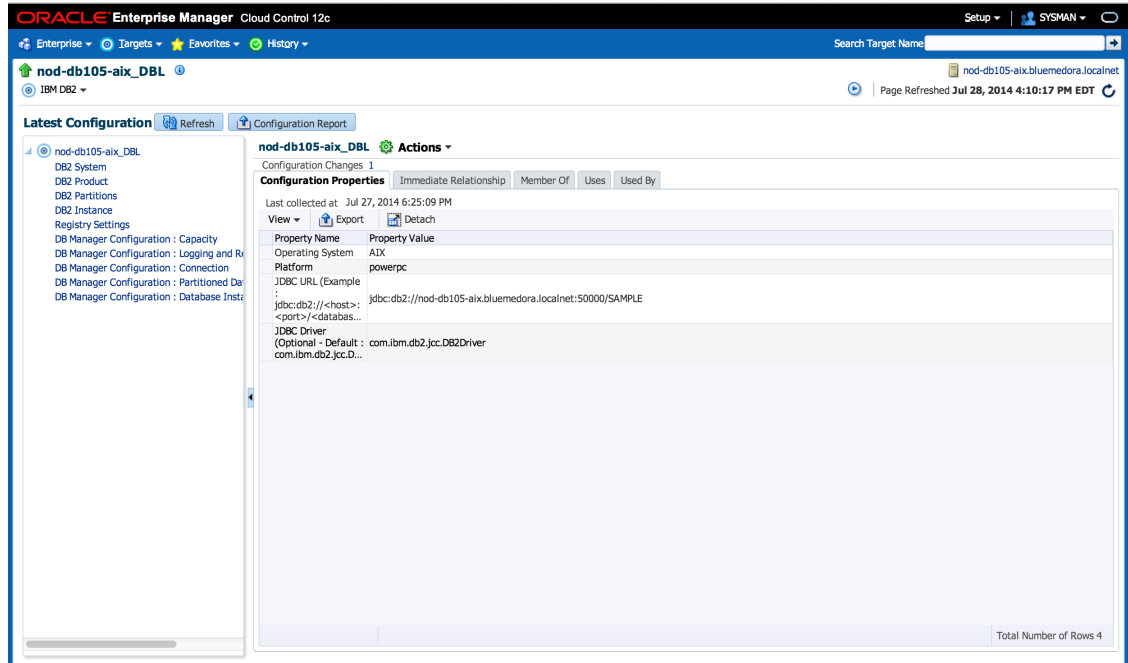 ORACLE Enterprise Manager Cloud Control 12c
Setup SYSMAN
Enterprise Targets Favorites History
Search Target Name
nod-db105-aix_DBL
nod-db105-aix.bluemedora.localnet
IBM DB2
Page Refreshed Jul 28, 2014 4:10:17 PM EDT
Latest Configuration Refresh Configuration Report
nod-db105-aix_DBL
DB2 System
DB2 Product
DB2 Partitions
DB2 Instance
Registry Settings
DB Manager Configuration : Capacity
DB Manager Configuration : Logging and Re
DB Manager Configuration : Connection
DB Manager Configuration : Partitioned Dat
DB Manager Configuration : Database Insta
nod-db105-aix_DBL Actions
Configuration Changes 1
Configuration Properties Immediate Relationship Member Of Uses Used By
Last collected at Jul 27, 2014 6:25:09 PM
View Export Detach
Property Name Property Value
Operating System AIX
Platform powerpc
JDBC URL (Example
:
jdbc:db2://<host>:
<port>/<databas...
jdbc:db2://nod-db105-aix.bluemedora.localnet:50000/SAMPLE
JDBC Driver
(Optional - Default :
com.ibm.db2.jcc.D...
com.ibm.db2.jcc.DB2Driver
Total Number of Rows 4